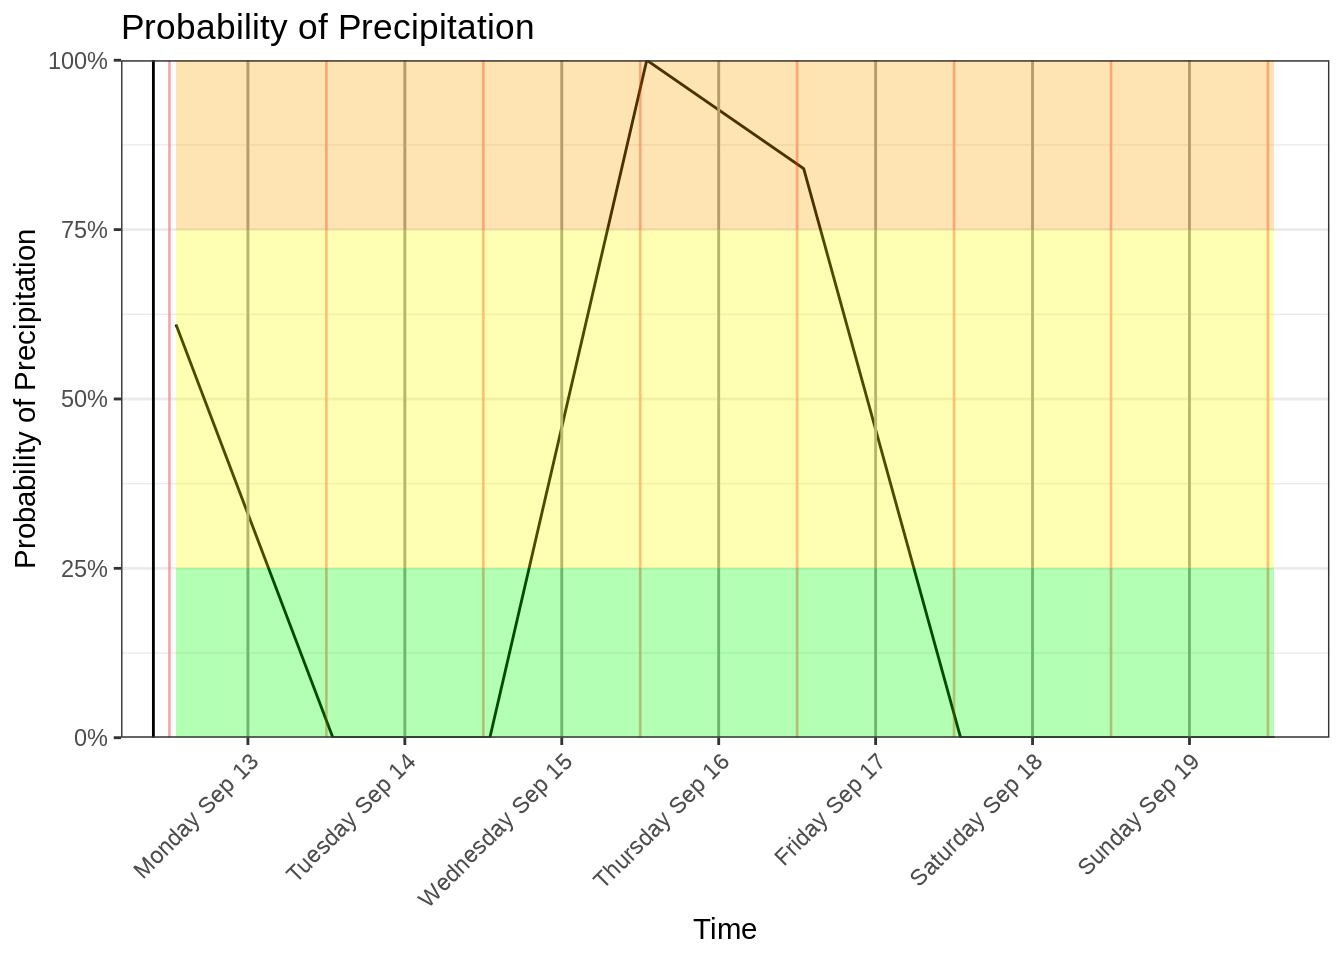 Probability of Precipitation
Probability of Precipitation
100%
75%
50%
25%
0%
Monday Sep 13
Tuesday Sep 14
Wednesday Sep 15
Thursday Sep 16
Friday Sep 17
Saturday Sep 18
Sunday Sep 19
Time